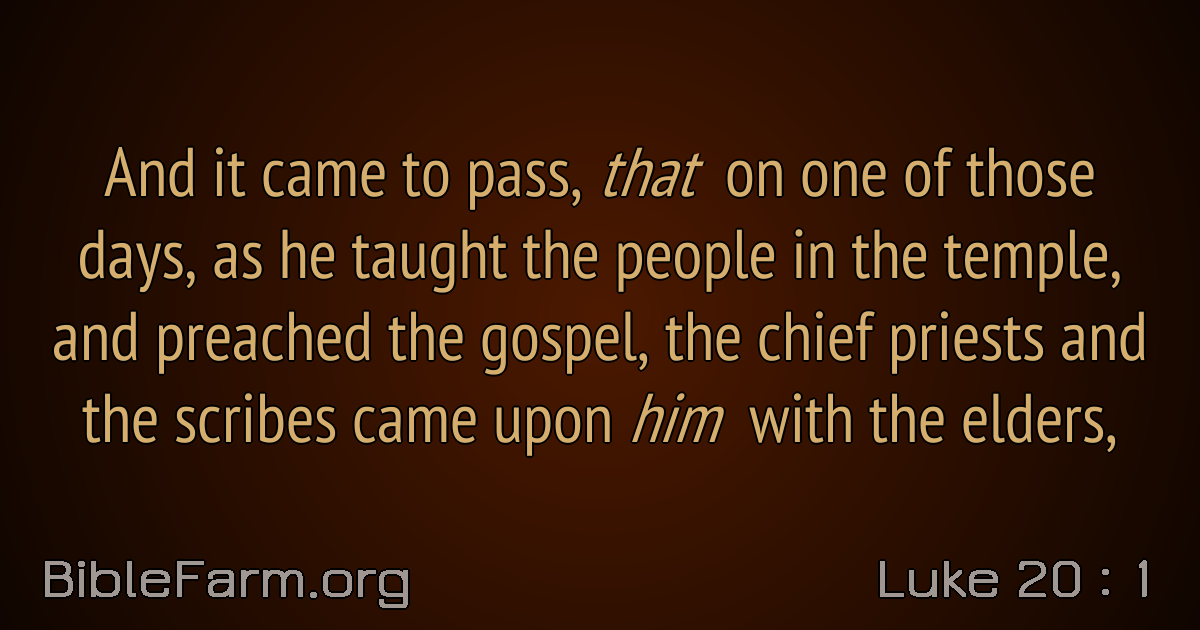 And it came to pass, that on one of those
days, as he taught the people in the temple,
and preached the gospel, the chief priests and
the scribes came upon him with the elders,
BibleFarm.org
Luke 20 : 1